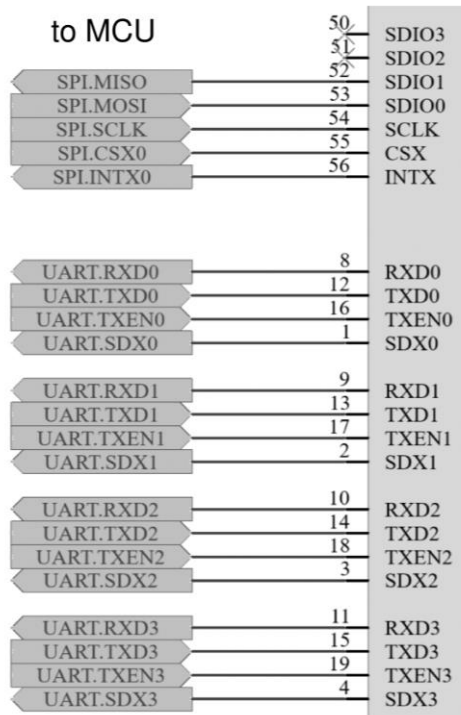 to MCU
50 SDIO3
51 SDIO2
SPI.MISO 52 SDIO1
SPI.MOSI 53 SDIO0
SPI.SCLK 54 SCLK
SPI.CSX0 55 CSX
SPI.INTX0 56 INTX
UART.RXD0 8 RXD0
UART.TXD0 12 TXD0
UART.TXEN0 16 TXEN0
UART.SDX0 1 SDX0
UART.RXD1 9 RXD1
UART.TXD1 13 TXD1
UART.TXEN1 17 TXEN1
UART.SDX1 2 SDX1
UART.RXD2 10 RXD2
UART.TXD2 14 TXD2
UART.TXEN2 18 TXEN2
UART.SDX2 3 SDX2
UART.RXD3 11 RXD3
UART.TXD3 15 TXD3
UART.TXEN3 19 TXEN3
UART.SDX3 4 SDX3